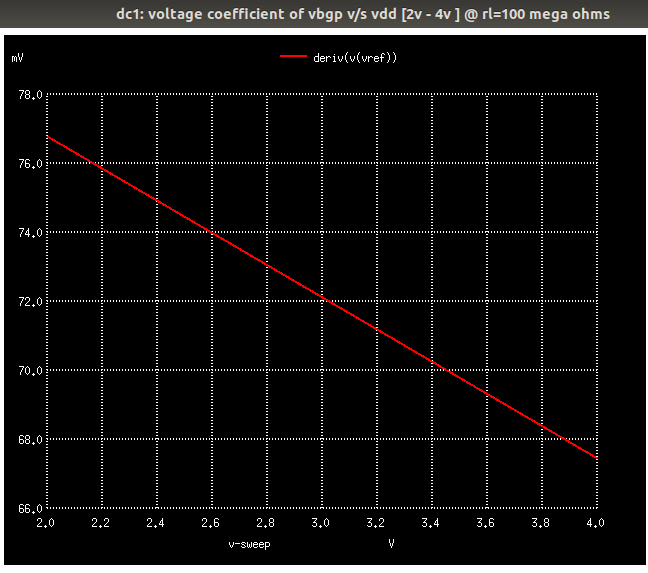 dc1: voltage coefficient of vbgp v/s vdd [2v - 4v ] @ rl=100 mega ohms
mV
deriv(v(vref))
78.0
76.0
74.0
72.0
70.0
68.0
66.0
2.0 2.2 2.4 2.6 2.8 3.0 3.2 3.4 3.6 3.8 4.0
v-sweep V